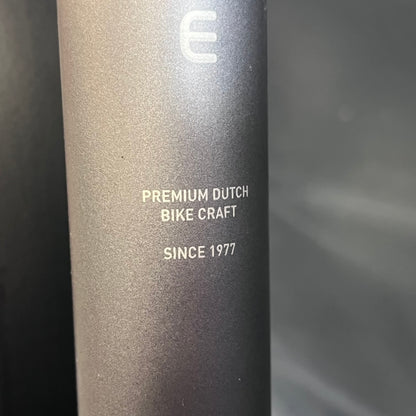 E
PREMIUM DUTCH
BIKE CRAFT
SINCE 1977